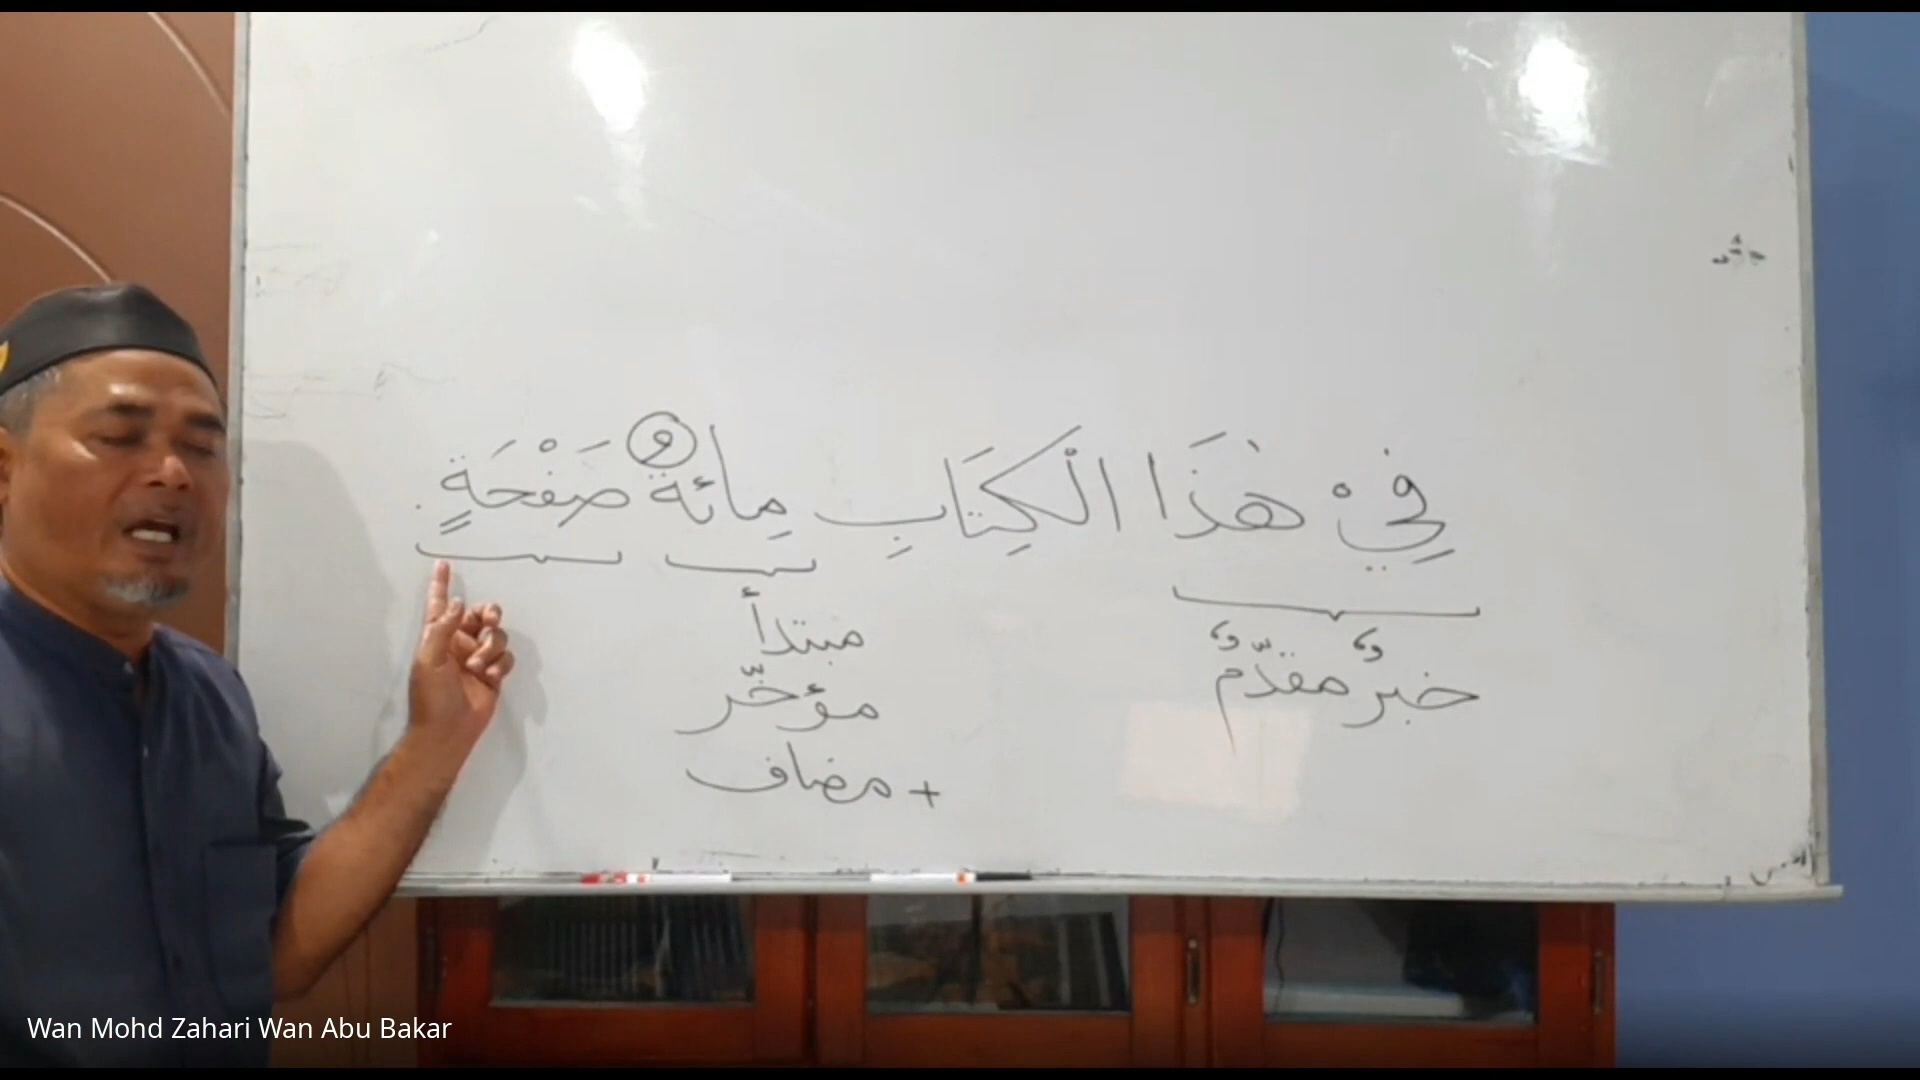 فِيْ هٰذَا الْكِتَابِ مِائَةُ صَفْحَةٍ.
خبرٌ مقدّمٌ
مبتدأ
مؤخّر
+ مضاف
Wan Mohd Zahari Wan Abu Bakar